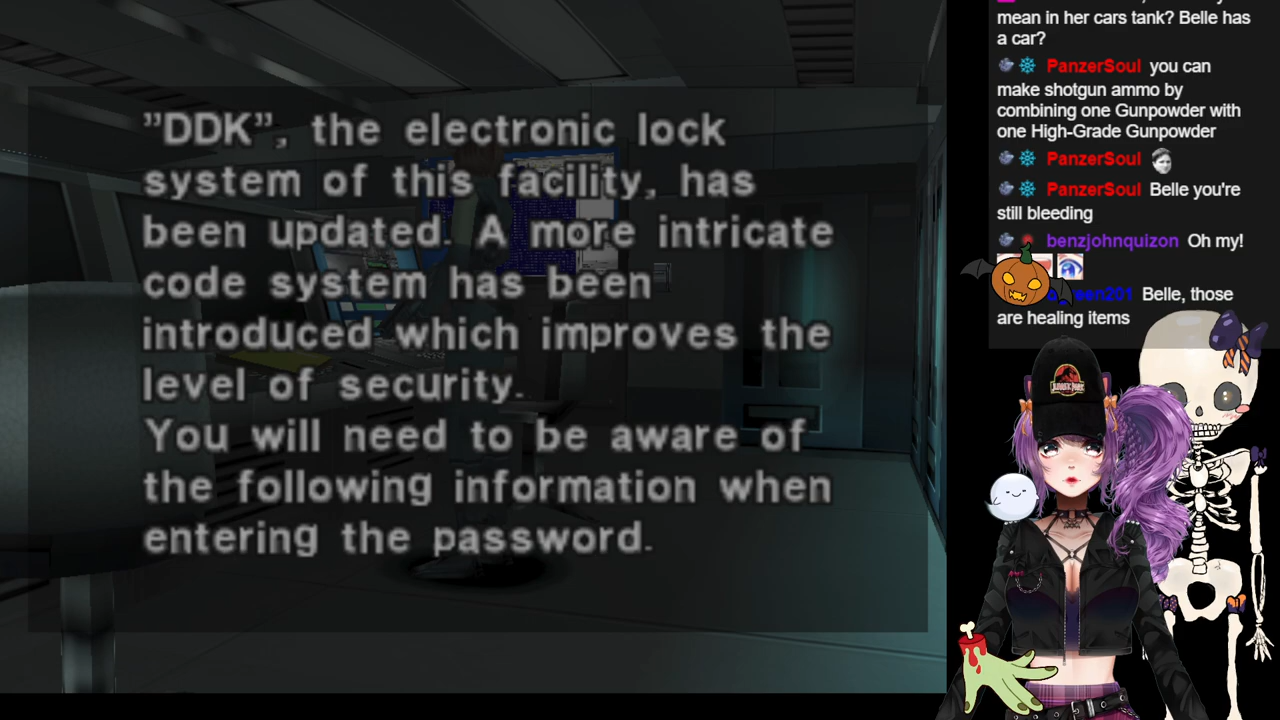 "DDK", the electronic lock
system of this facility, has
been updated. A more intricate
code system has been
introduced which improves the
level of security.
You will need to be aware of
the following information when
entering the password.
mean in her cars tank? Belle has
a car?
PanzerSoul you can
make shotgun ammo by
combining one Gunpowder with
one High-Grade Gunpowder
PanzerSoul
PanzerSoul Belle you're
still bleeding
benzjohnquizon Oh my!
Belle, those
are healing items
JURASSIC PARK